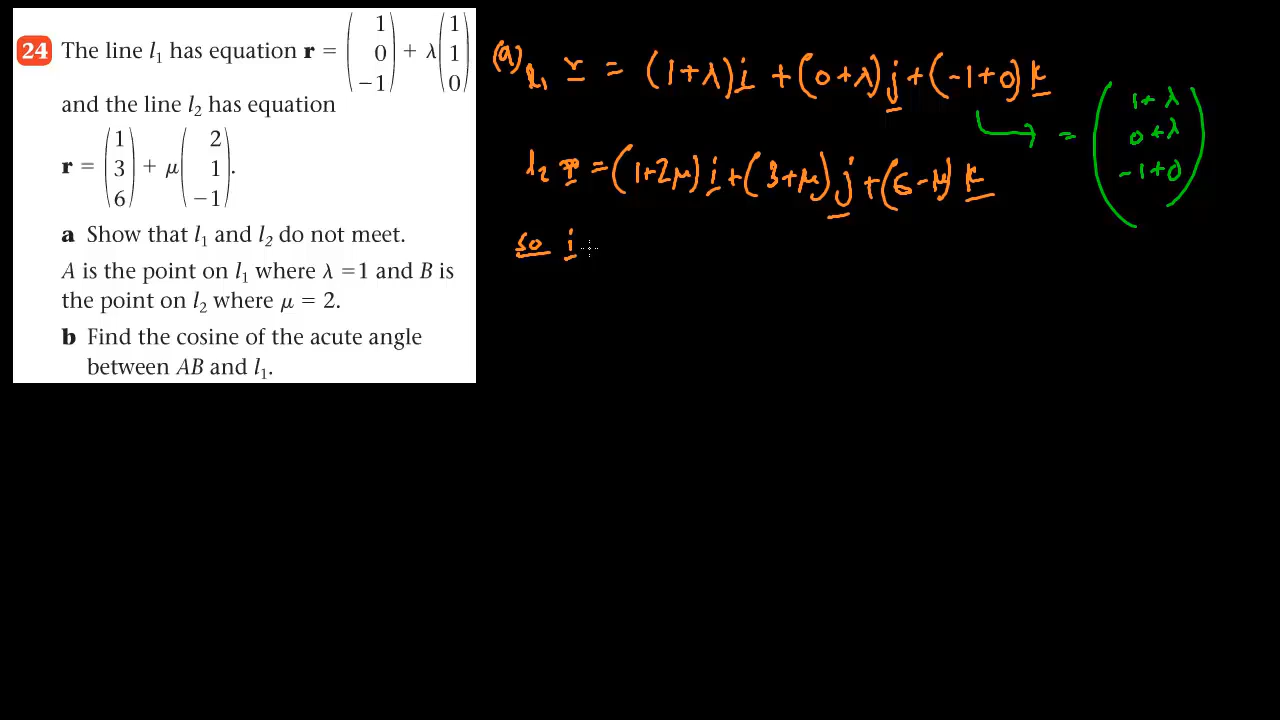 24 The line l₁ has equation r = (1 0 −1) + λ(1 1 0)
and the line l₂ has equation
r = (1 3 6) + μ(2 1 −1).
a Show that l₁ and l₂ do not meet.
A is the point on l₁ where λ = 1 and B is
the point on l₂ where μ = 2.
b Find the cosine of the acute angle
between AB and l₁.
(a) l₁ r = (1+λ)i + (0+λ)j + (-1+0)k
= (1+λ 0+λ -1+0)
l₂ r = (1+2μ)i + (3+μ)j + (6-μ)k
so i